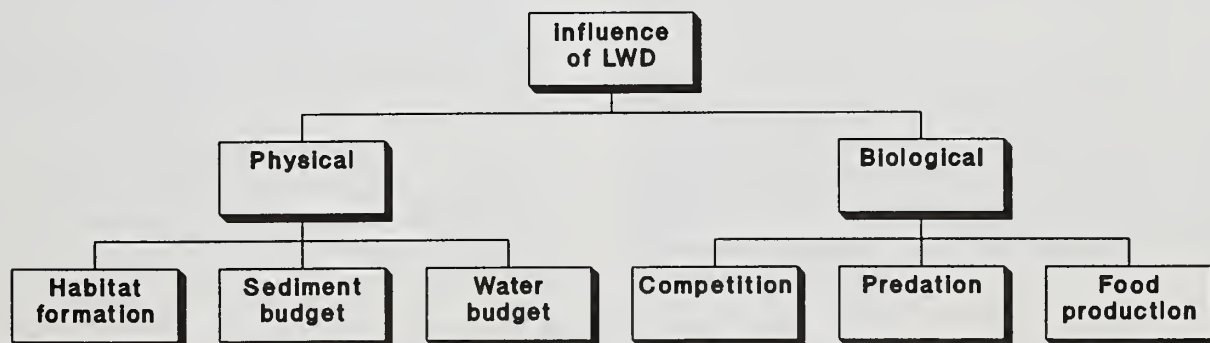 Influence
of LWD
Physical
Biological
Habitat
formation
Sediment
budget
Water
budget
Competition
Predation
Food
production